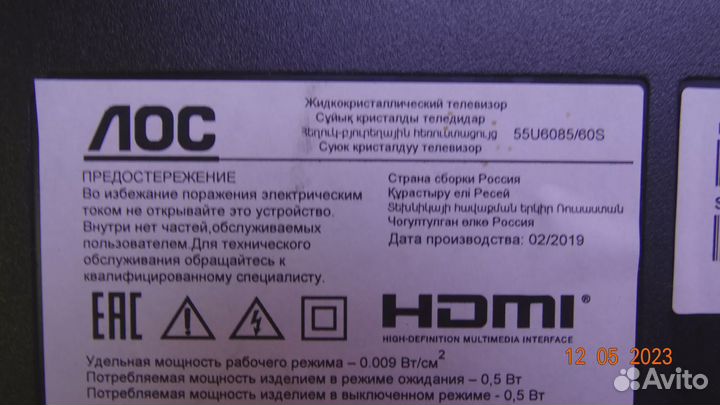 AOC
Жидкокристаллический телевизор
Сұйық кристалды теледидар
Հեղուկ-բյուրեղային հեռուստացույց 55U6085/60S
Суюк кристалдуу телевизор
ПРЕДОСТЕРЕЖЕНИЕ
Во избежание поражения электрическим
током не открывайте это устройство.
Внутри нет частей,обслуживаемых
пользователем.Для технического
обслуживания обращайтесь к
квалифицированному специалисту.
Страна сборки Россия
Құрастыру елі Ресей
Տեխնիկայի հավաքման երկիր Ռուսաստան
Чогултулган өлкө Россия
Дата производства: 02/2019
EAC
HDMI®
HIGH-DEFINITION MULTIMEDIA INTERFACE
Удельная мощность рабочего режима – 0.009 Вт/см²
Потребляемая мощность изделием в режиме ожидания – 0,5 Вт
Потребляемая мощность изделием в выключенном режиме - 0,5 Вт
12 05 2023
Avito